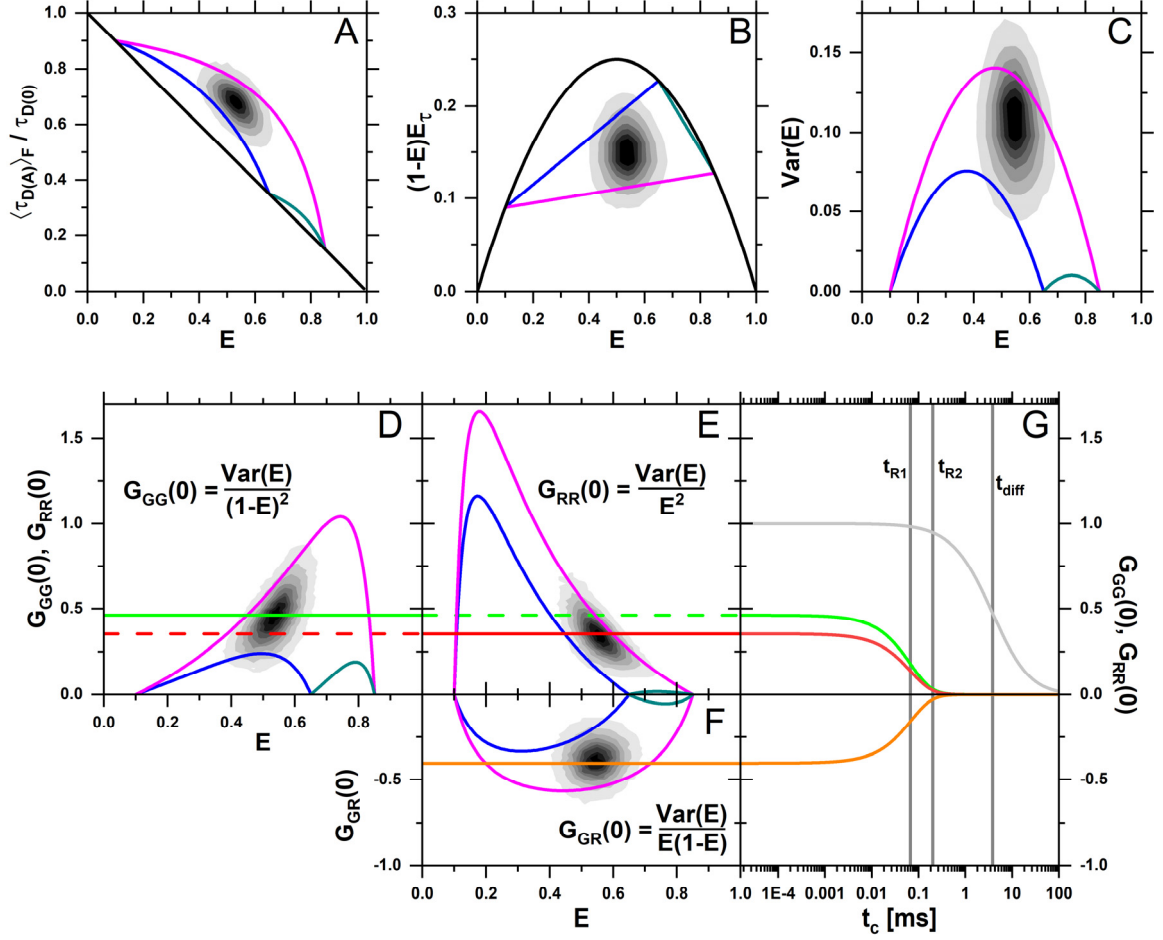 A
⟨τD(A)⟩F / τD(0)
1.0
0.8
0.6
0.4
0.2
0.0
0.0 0.2 0.4 0.6 0.8 1.0
E
B
(1-E)Eτ
0.3
0.2
0.1
0.0
0.0 0.2 0.4 0.6 0.8 1.0
E
C
Var(E)
0.15
0.10
0.05
0.00
0.0 0.2 0.4 0.6 0.8 1.0
E
D
GGG(0), GRR(0)
1.5
1.0
0.5
0.0
GGG(0) = Var(E)
(1-E)2
0.0 0.2 0.4 0.6 0.8
E
E
GRR(0) = Var(E)
E2
F
GGR(0)
-0.5
-1.0
GGR(0) = Var(E)
E(1-E)
0.0 0.2 0.4 0.6 0.8 1.0
E
G
tR1
tR2
tdiff
1.5
1.0
0.5
0.0
-0.5
-1.0
GGG(0), GRR(0)
1E-4 0.001 0.01 0.1 1 10 100
tc [ms]